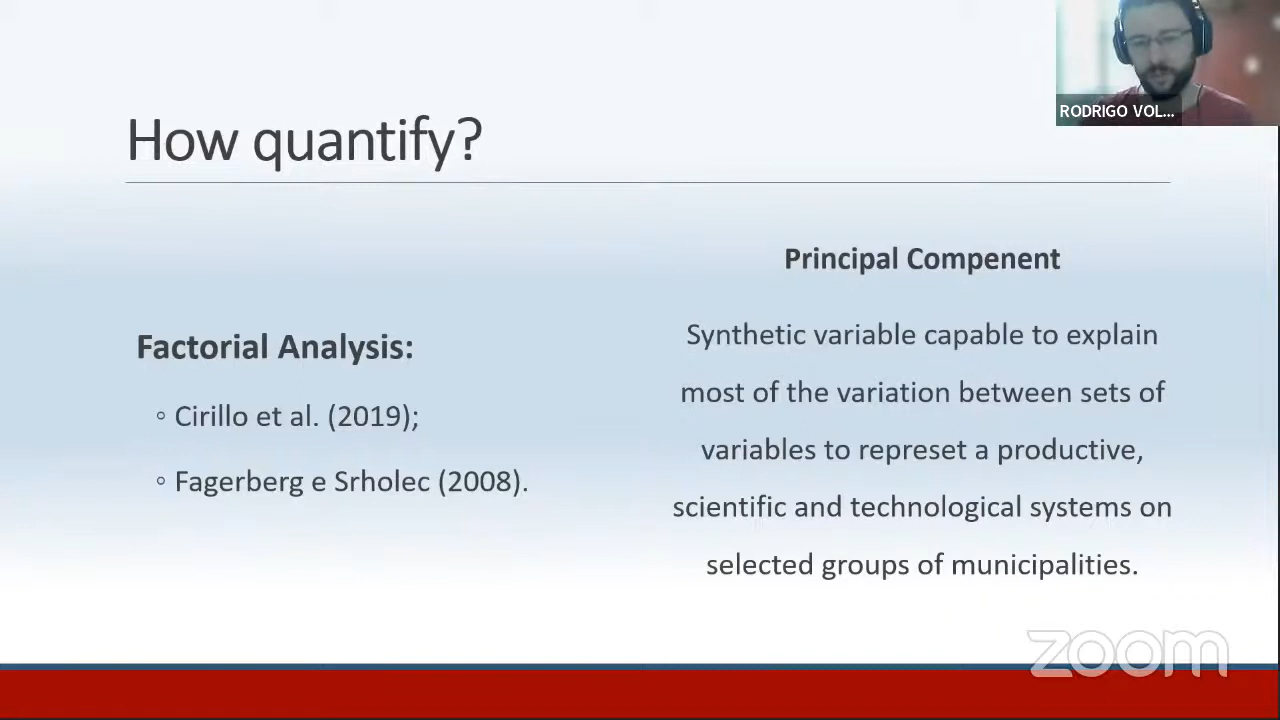 RODRIGO VOL...
How quantify?
Factorial Analysis:
◦ Cirillo et al. (2019);
◦ Fagerberg e Srholec (2008).
Principal Compenent
Synthetic variable capable to explain
most of the variation between sets of
variables to represet a productive,
scientific and technological systems on
selected groups of municipalities.
zoom